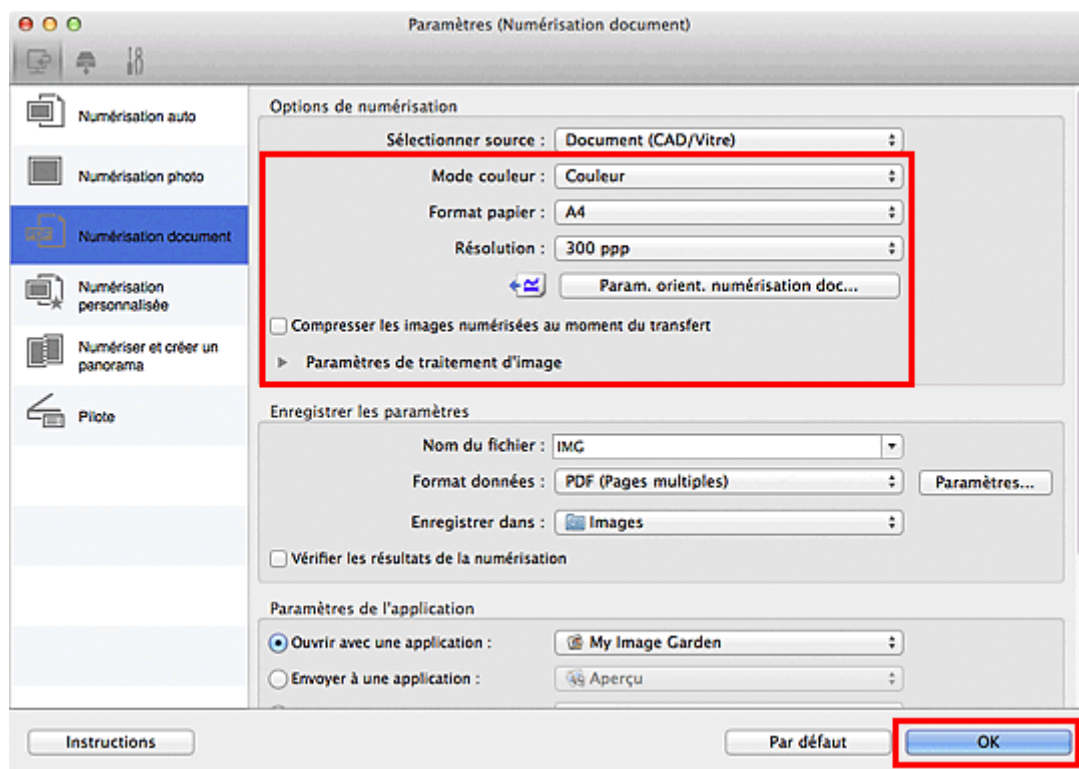 Paramètres (Numérisation document)
Numérisation auto
Numérisation photo
Numérisation document
Numérisation
personnalisée
Numériser et créer un
panorama
Pilote
Options de numérisation
Sélectionner source : Document (CAD/Vitre)
Mode couleur : Couleur
Format papier : A4
Résolution : 300 ppp
Param. orient. numérisation doc...
Compresser les images numérisées au moment du transfert
Paramètres de traitement d'image
Enregistrer les paramètres
Nom du fichier : IMG
Format données : PDF (Pages multiples) Paramètres...
Enregistrer dans : Images
Vérifier les résultats de la numérisation
Paramètres de l'application
Ouvrir avec une application : My Image Garden
Envoyer à une application : Aperçu
Instructions Par défaut OK